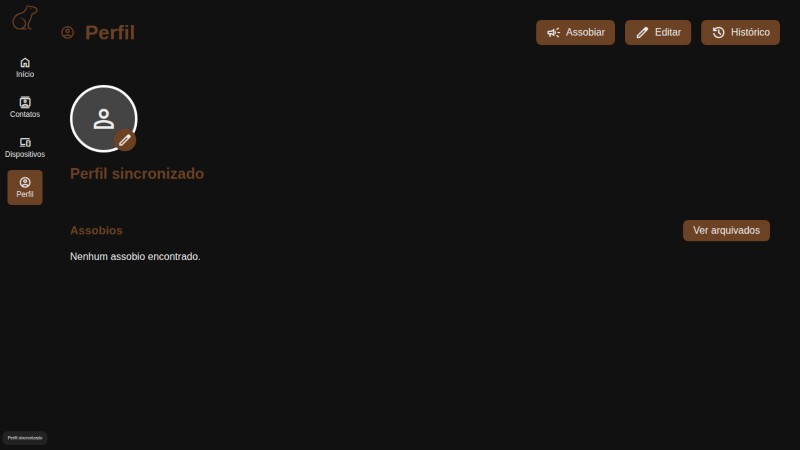 Perfil
Assobiar
Editar
Histórico
Início
Contatos
Dispositivos
Perfil
Perfil sincronizado
Assobios
Ver arquivados
Nenhum assobio encontrado.
Perfil sincronizado